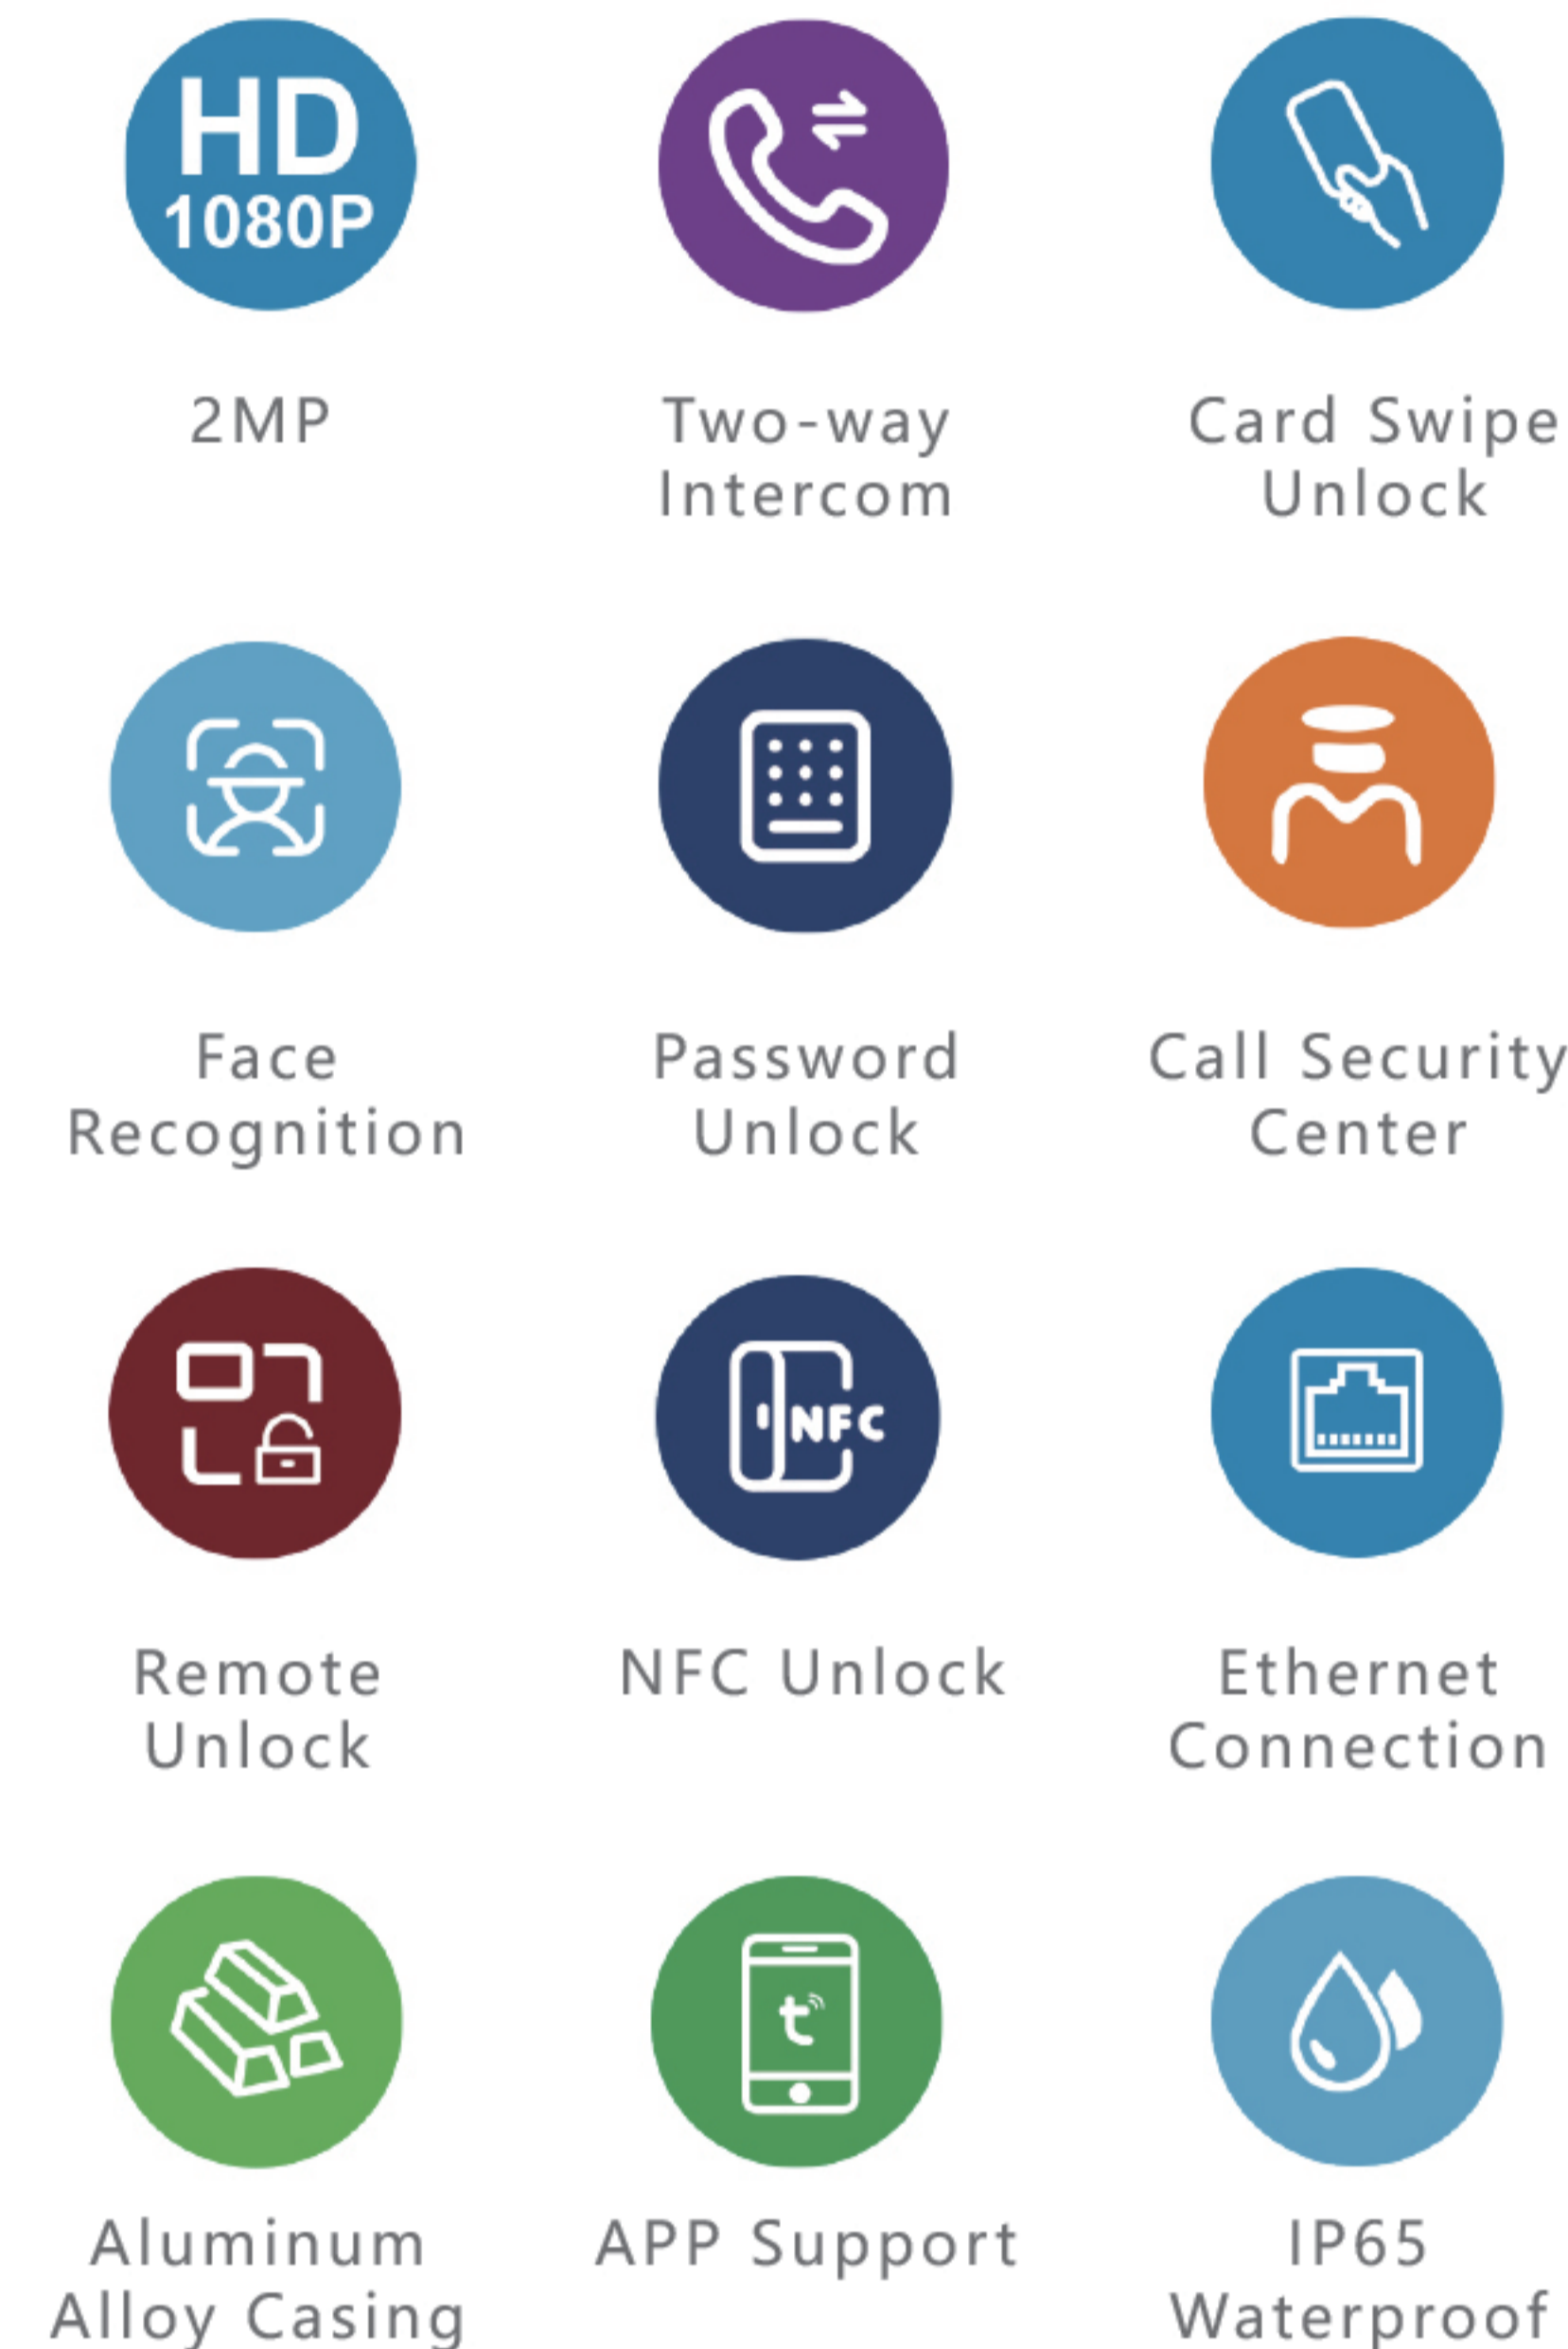 HD
1080P
2MP
Two-way
Intercom
Card Swipe
Unlock
Face
Recognition
Password
Unlock
Call Security
Center
NFC
Remote
Unlock
NFC Unlock
Ethernet
Connection
t
Aluminum
Alloy Casing
APP Support
IP65
Waterproof